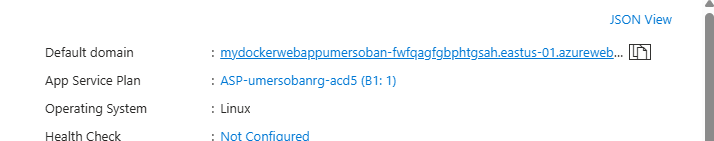 JSON View
Default domain : mydockerwebappumersoban-fwfqagfgbphtgsah.eastus-01.azureweb...
App Service Plan : ASP-umersobanrg-acd5 (B1: 1)
Operating System : Linux
Health Check : Not Configured